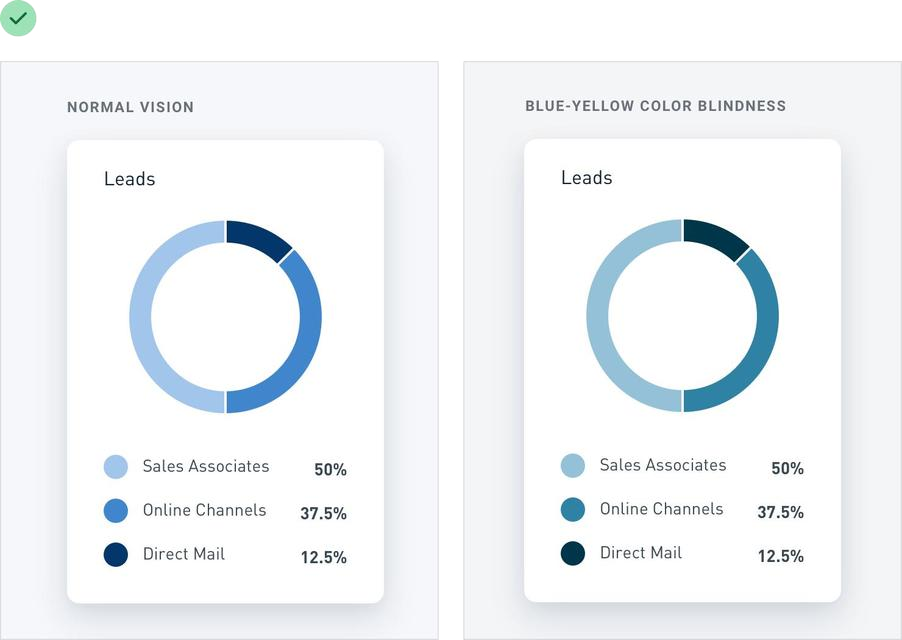 NORMAL VISION
Leads
Sales Associates 50%
Online Channels 37.5%
Direct Mail 12.5%
BLUE-YELLOW COLOR BLINDNESS
Leads
Sales Associates 50%
Online Channels 37.5%
Direct Mail 12.5%